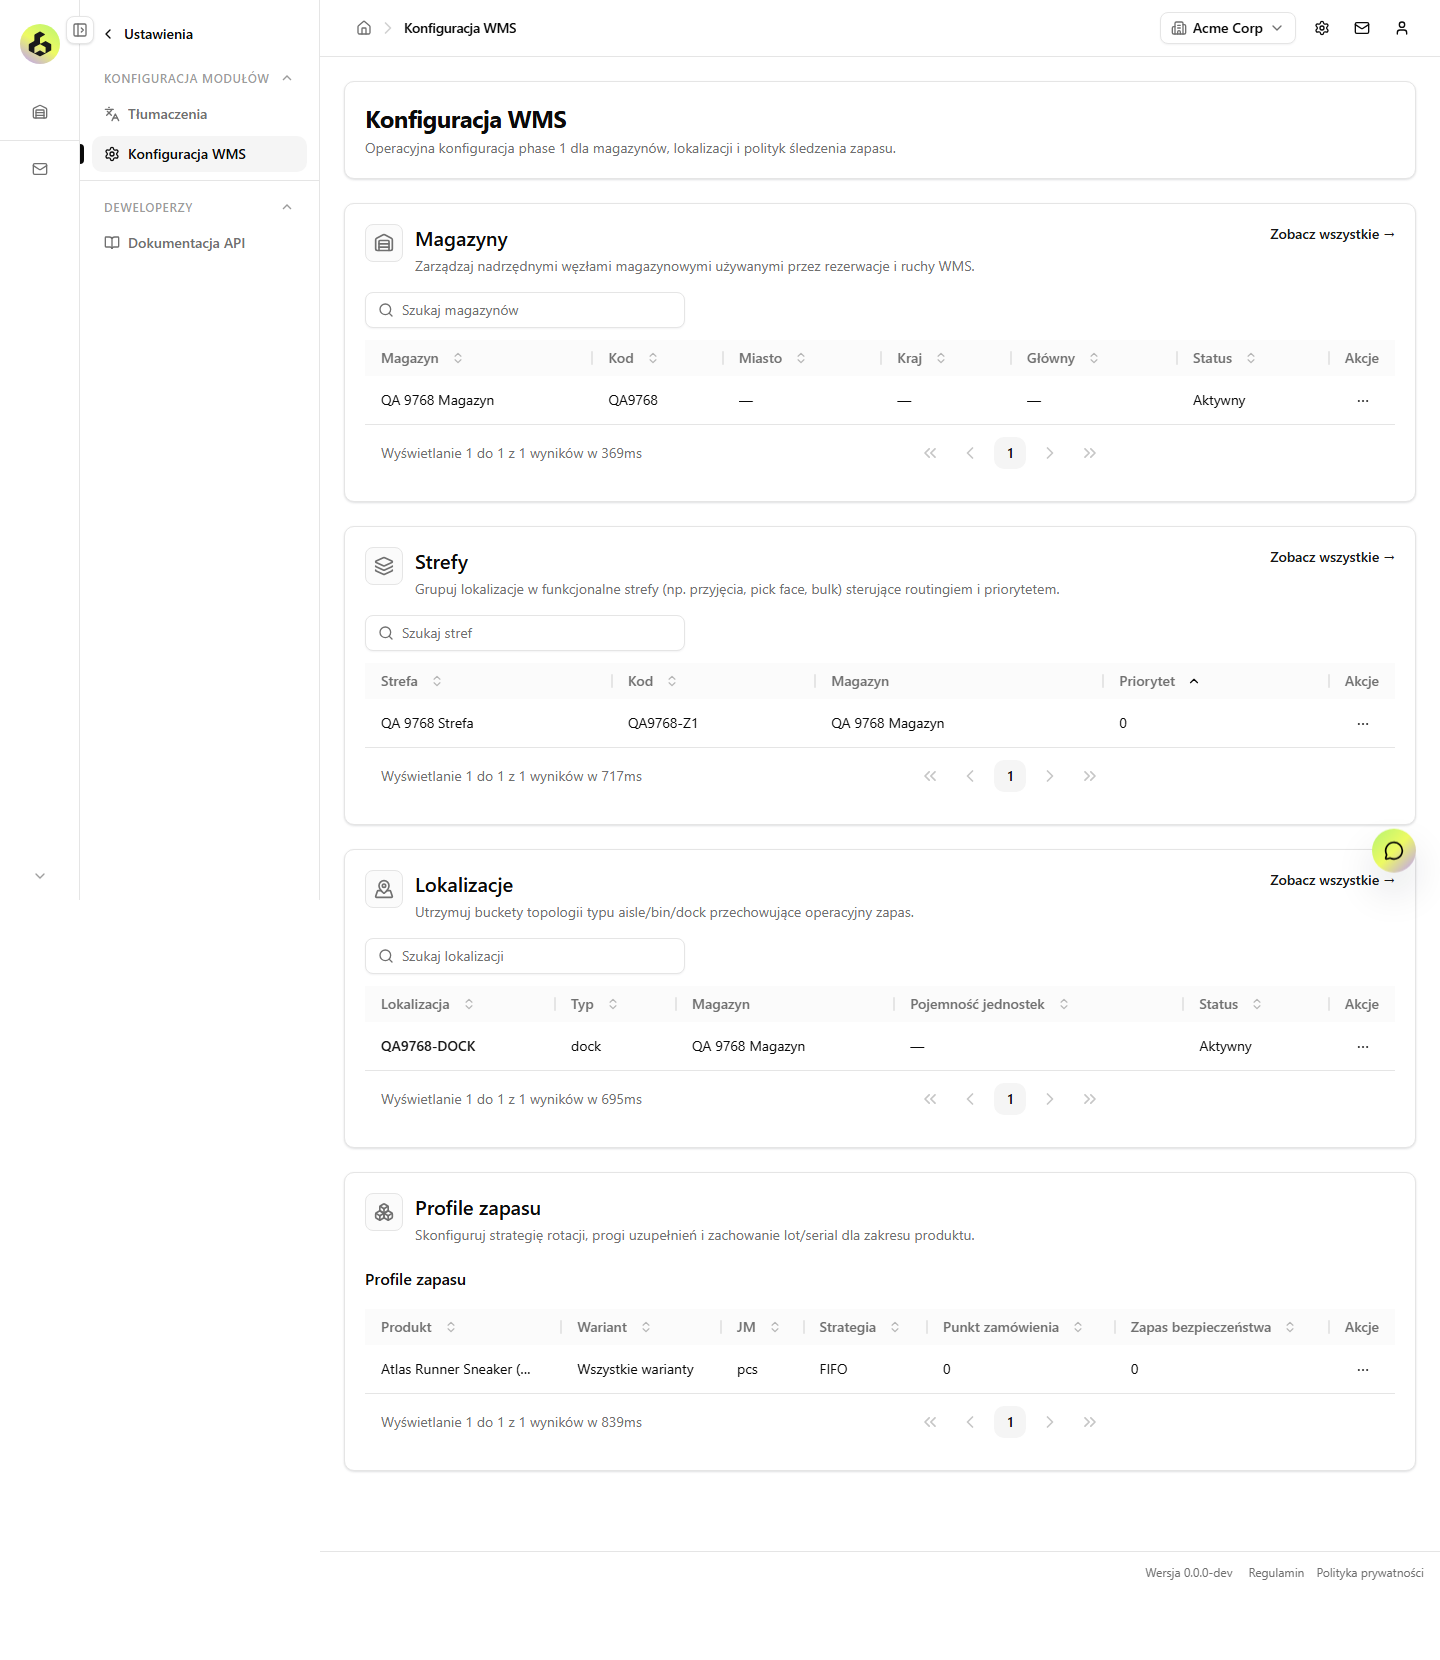 Ustawienia
KONFIGURACJA MODUŁÓW
Tłumaczenia
Konfiguracja WMS
DEWELOPERZY
Dokumentacja API
Konfiguracja WMS
Acme Corp
Konfiguracja WMS
Operacyjna konfiguracja phase 1 dla magazynów, lokalizacji i polityk śledzenia zapasu.
Magazyny
Zobacz wszystkie →
Zarządzaj nadrzędnymi węzłami magazynowymi używanymi przez rezerwacje i ruchy WMS.
Szukaj magazynów
Magazyn Kod Miasto Kraj Główny Status Akcje
QA 9768 Magazyn QA9768 — — — Aktywny ...
Wyświetlanie 1 do 1 z 1 wyników w 369ms
1
Strefy
Zobacz wszystkie →
Grupuj lokalizacje w funkcjonalne strefy (np. przyjęcia, pick face, bulk) sterujące routingiem i priorytetem.
Szukaj stref
Strefa Kod Magazyn Priorytet Akcje
QA 9768 Strefa QA9768-Z1 QA 9768 Magazyn 0 ...
Wyświetlanie 1 do 1 z 1 wyników w 717ms
1
Lokalizacje
Zobacz wszystkie →
Utrzymuj buckety topologii typu aisle/bin/dock przechowujące operacyjny zapas.
Szukaj lokalizacji
Lokalizacja Typ Magazyn Pojemność jednostek Status Akcje
QA9768-DOCK dock QA 9768 Magazyn — Aktywny ...
Wyświetlanie 1 do 1 z 1 wyników w 695ms
1
Profile zapasu
Skonfiguruj strategię rotacji, progi uzupełnień i zachowanie lot/serial dla zakresu produktu.
Profile zapasu
Produkt Wariant JM Strategia Punkt zamówienia Zapas bezpieczeństwa Akcje
Atlas Runner Sneaker (... Wszystkie warianty pcs FIFO 0 0 ...
Wyświetlanie 1 do 1 z 1 wyników w 839ms
1
Wersja 0.0.0-dev Regulamin Polityka prywatności